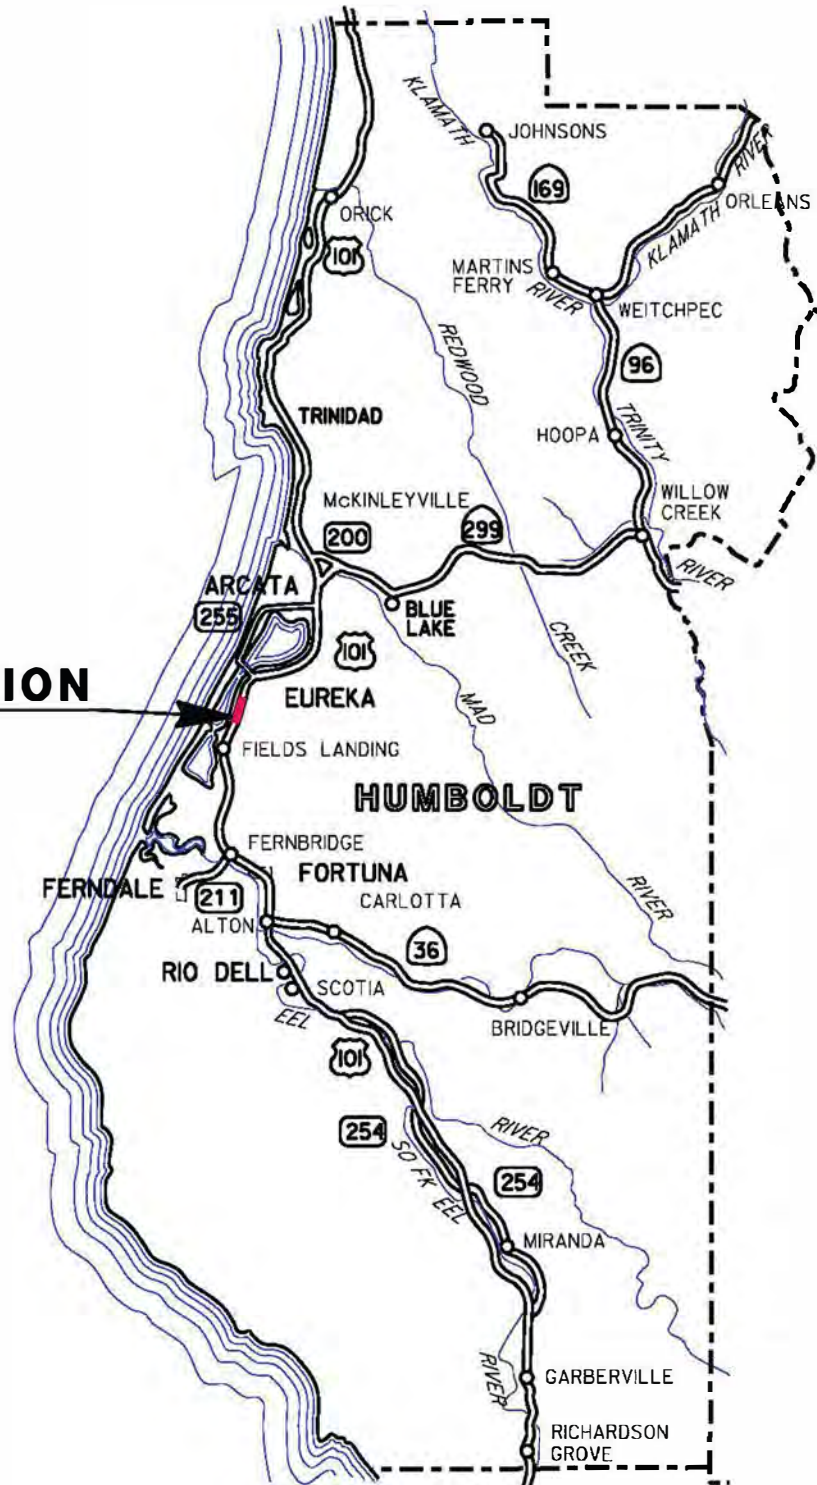 KLAMATH
JOHNSONS
RIVER
169
ORLEANS
ORICK
KLAMATH
101
MARTINS
FERRY
RIVER
WEITCHPEC
REDWOOD
96
TRINIDAD
TRINITY
HOOPA
McKINLEYVILLE
WILLOW
CREEK
299
200
RIVER
ARCATA
255
BLUE
LAKE
101
CREEK
ION
EUREKA
MAD
FIELDS LANDING
HUMBOLDT
FERNBRIDGE
FERNDALE
FORTUNA
211
CARLOTTA
RIVER
ALTON
36
RIO DELL
SCOTIA
EEL
BRIDGEVILLE
101
254
RIVER
SO FK EEL
254
MIRANDA
RIVER
GARBERVILLE
RICHARDSON
GROVE